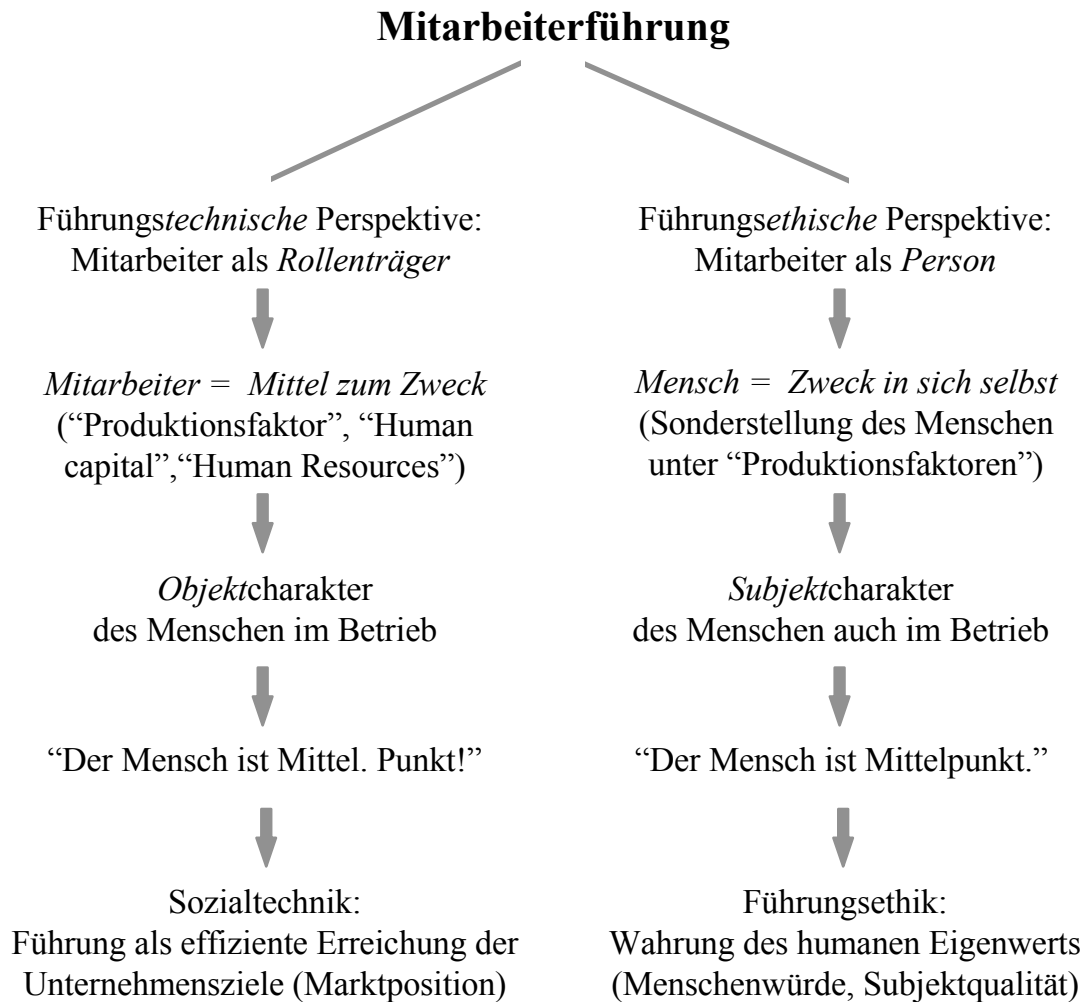 Mitarbeiterführung
Führungstechnische Perspektive:
Mitarbeiter als Rollenträger
Mitarbeiter = Mittel zum Zweck
(“Produktionsfaktor”, “Human
capital”,“Human Resources”)
Objektcharakter
des Menschen im Betrieb
“Der Mensch ist Mittel. Punkt!”
Sozialtechnik:
Führung als effiziente Erreichung der
Unternehmensziele (Marktposition)
Führungsethische Perspektive:
Mitarbeiter als Person
Mensch = Zweck in sich selbst
(Sonderstellung des Menschen
unter “Produktionsfaktoren”)
Subjektcharakter
des Menschen auch im Betrieb
“Der Mensch ist Mittelpunkt.”
Führungsethik:
Wahrung des humanen Eigenwerts
(Menschenwürde, Subjektqualität)